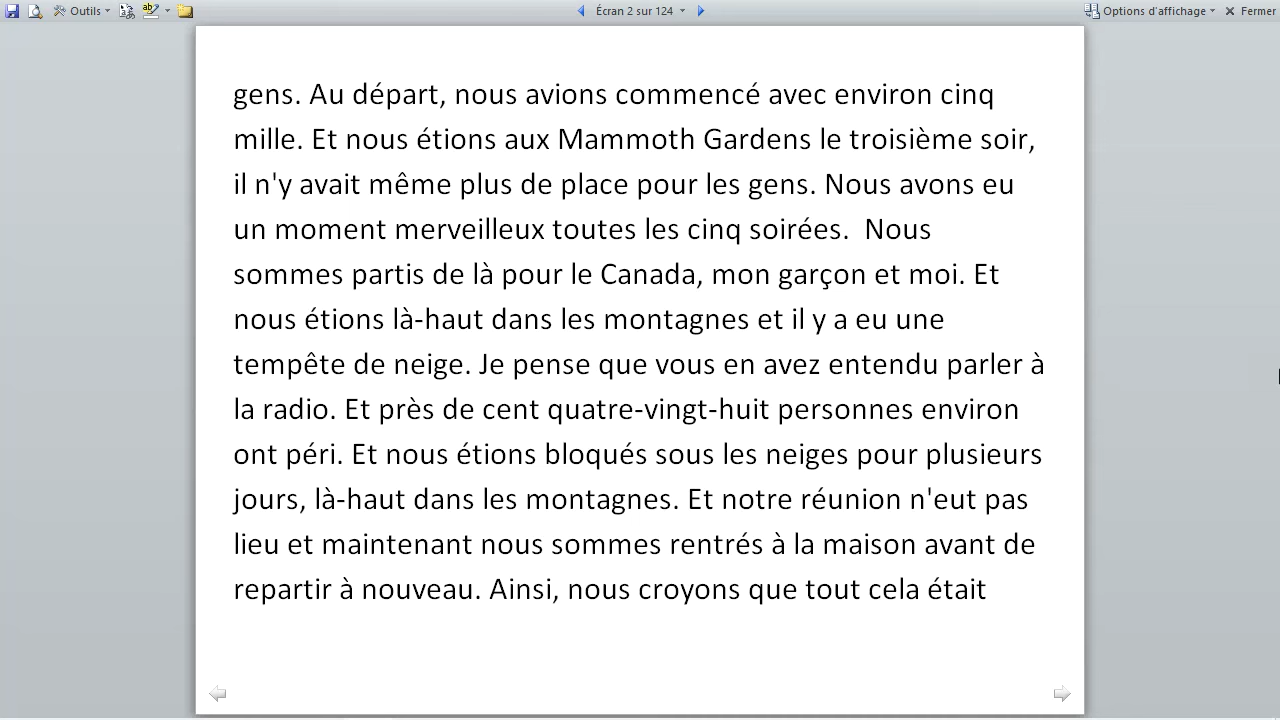 Outils
Écran 2 sur 124
Options d'affichage
Fermer
gens. Au départ, nous avions commencé avec environ cinq
mille. Et nous étions aux Mammoth Gardens le troisième soir,
il n'y avait même plus de place pour les gens. Nous avons eu
un moment merveilleux toutes les cinq soirées.  Nous
sommes partis de là pour le Canada, mon garçon et moi. Et
nous étions là-haut dans les montagnes et il y a eu une
tempête de neige. Je pense que vous en avez entendu parler à
la radio. Et près de cent quatre-vingt-huit personnes environ
ont péri. Et nous étions bloqués sous les neiges pour plusieurs
jours, là-haut dans les montagnes. Et notre réunion n'eut pas
lieu et maintenant nous sommes rentrés à la maison avant de
repartir à nouveau. Ainsi, nous croyons que tout cela était